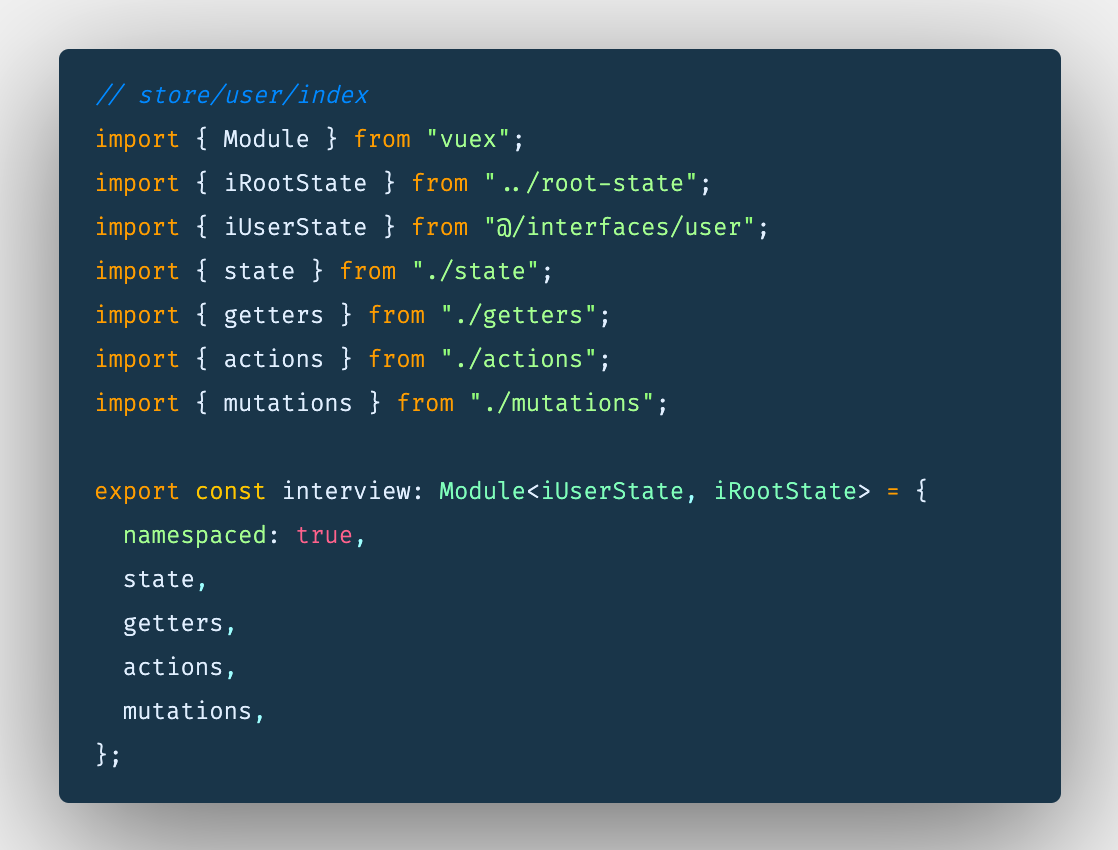 // store/user/index
import { Module } from "vuex";
import { iRootState } from "../root-state";
import { iUserState } from "@/interfaces/user";
import { state } from "./state";
import { getters } from "./getters";
import { actions } from "./actions";
import { mutations } from "./mutations";

export const interview: Module<iUserState, iRootState> = {
  namespaced: true,
  state,
  getters,
  actions,
  mutations,
};